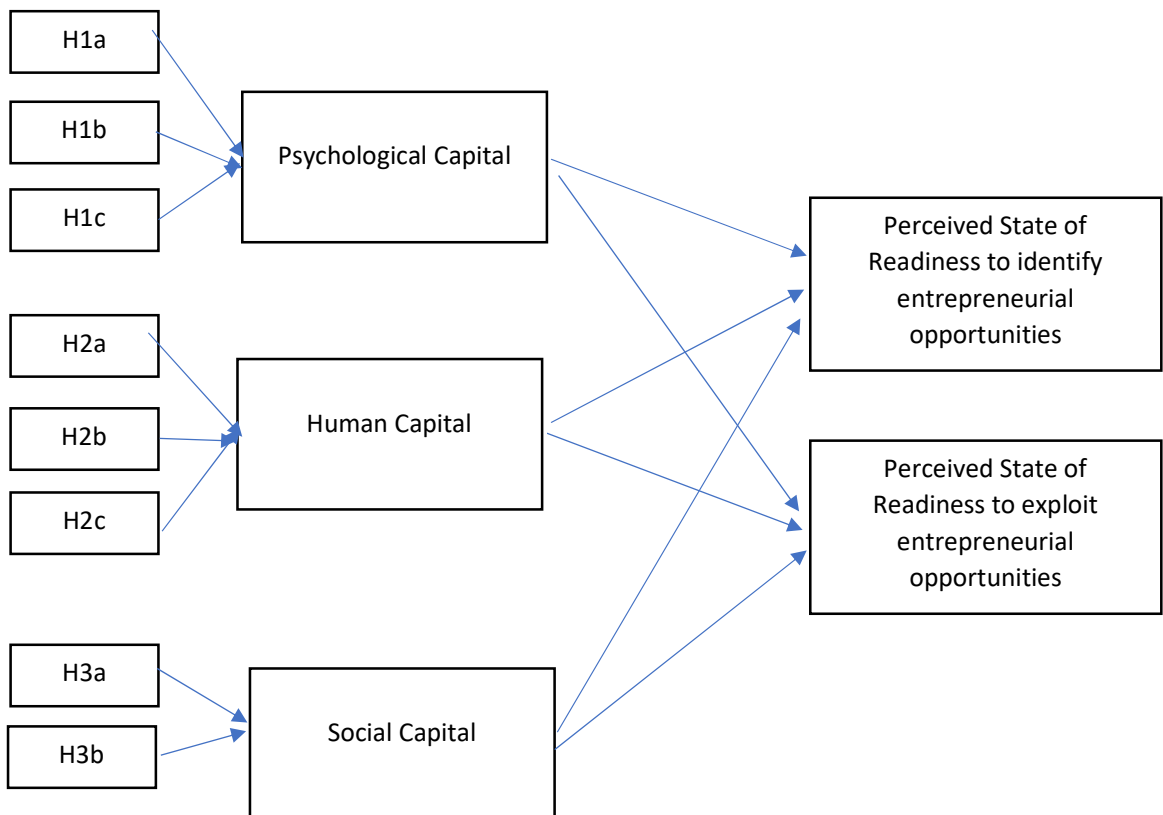 H1a
H1b
H1c
Psychological Capital
H2a
H2b
H2c
Human Capital
H3a
H3b
Social Capital
Perceived State of
Readiness to identify
entrepreneurial
opportunities
Perceived State of
Readiness to exploit
entrepreneurial
opportunities